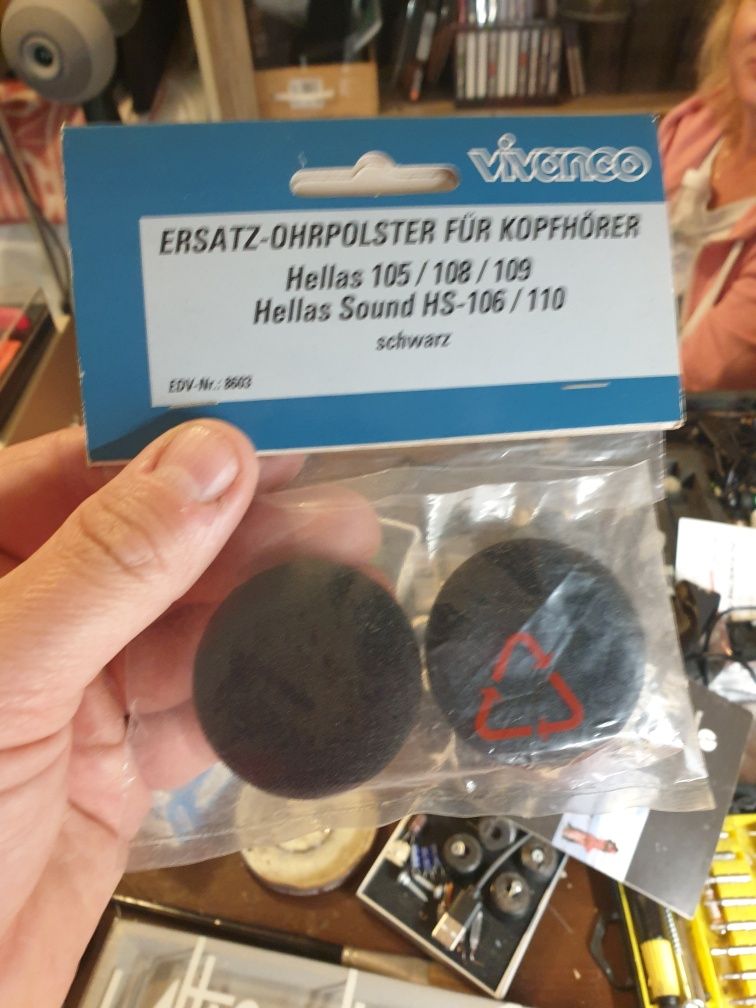 vivanco
ERSATZ-OHRPOLSTER FÜR KOPFHÖRER
Hellas 105 / 108 / 109
Hellas Sound HS-106 / 110
schwarz
EDV-Nr.: 8603